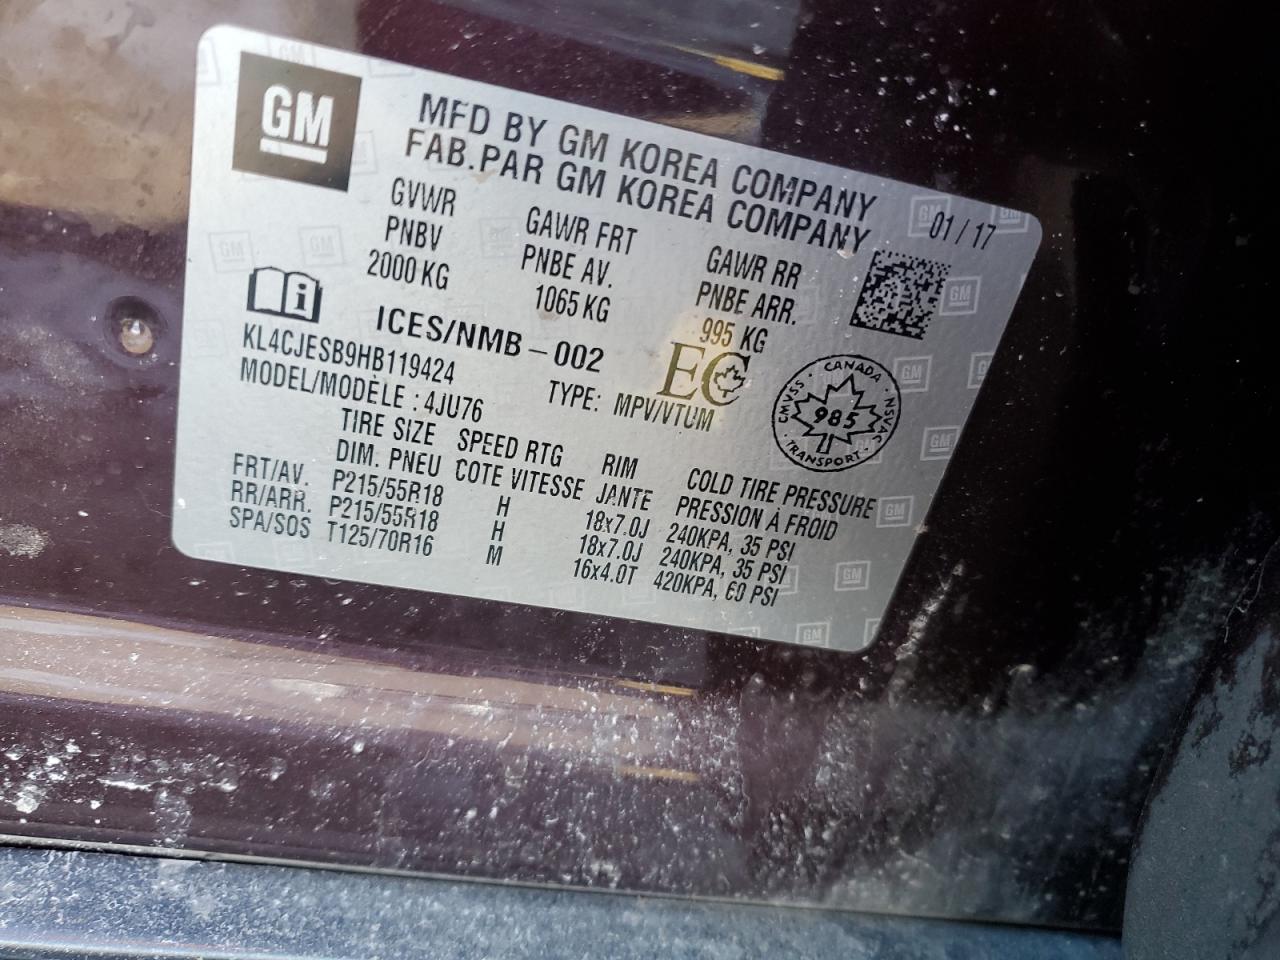 GM
MFD BY GM KOREA COMPANY
FAB.PAR GM KOREA COMPANY
01/17
GVWR GAWR FRT GAWR RR
PNBV PNBE AV. PNBE ARR.
2000 KG 1065 KG 995 KG
ICES/NMB-002 EC
KL4CJESB9HB119424 TYPE: MPV/VTUM
MODEL/MODÈLE : 4JU76
CANADA
CMVSS 985 NSVAC
TRANSPORT
TIRE SIZE SPEED RTG RIM COLD TIRE PRESSURE
DIM. PNEU COTE VITESSE JANTE PRESSION À FROID
FRT/AV. P215/55R18 H 18x7.0J 240KPA, 35 PSI
RR/ARR. P215/55R18 H 18x7.0J 240KPA, 35 PSI
SPA/SOS T125/70R16 M 16x4.0T 420KPA, 60 PSI